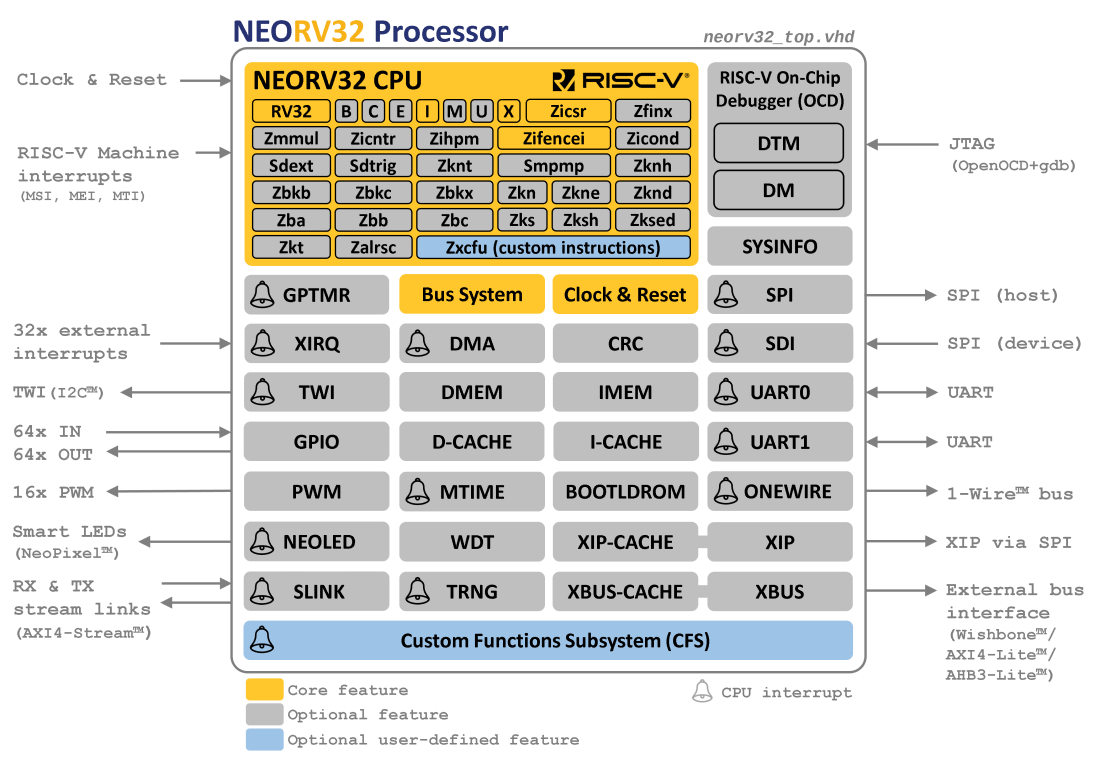 NEORV32 Processor
neorv32_top.vhd
Clock & Reset
RISC-V Machine
interrupts
(MSI, MEI, MTI)
32x external
interrupts
TWI(I2C™)
64x IN
64x OUT
16x PWM
Smart LEDs
(NeoPixel™)
RX & TX
stream links
(AXI4-Stream™)
NEORV32 CPU
RISC-V®
RV32 B C E I M U X Zicsr Zfinx
Zmmul Zicntr Zihpm Zifencei Zicond
Sdext Sdtrig Zknt Smpmp Zknh
Zbkb Zbkc Zbkx Zkn Zkne Zknd
Zba Zbb Zbc Zks Zksh Zksed
Zkt Zalrsc Zxcfu (custom instructions)
RISC-V On-Chip
Debugger (OCD)
DTM
DM
SYSINFO
GPTMR Bus System Clock & Reset SPI
XIRQ DMA CRC SDI
TWI DMEM IMEM UART0
GPIO D-CACHE I-CACHE UART1
PWM MTIME BOOTLDROM ONEWIRE
NEOLED WDT XIP-CACHE XIP
SLINK TRNG XBUS-CACHE XBUS
Custom Functions Subsystem (CFS)
JTAG
(OpenOCD+gdb)
SPI (host)
SPI (device)
UART
UART
1-Wire™ bus
XIP via SPI
External bus
interface
(Wishbone™/
AXI4-Lite™/
AHB3-Lite™)
Core feature
Optional feature
Optional user-defined feature
CPU interrupt